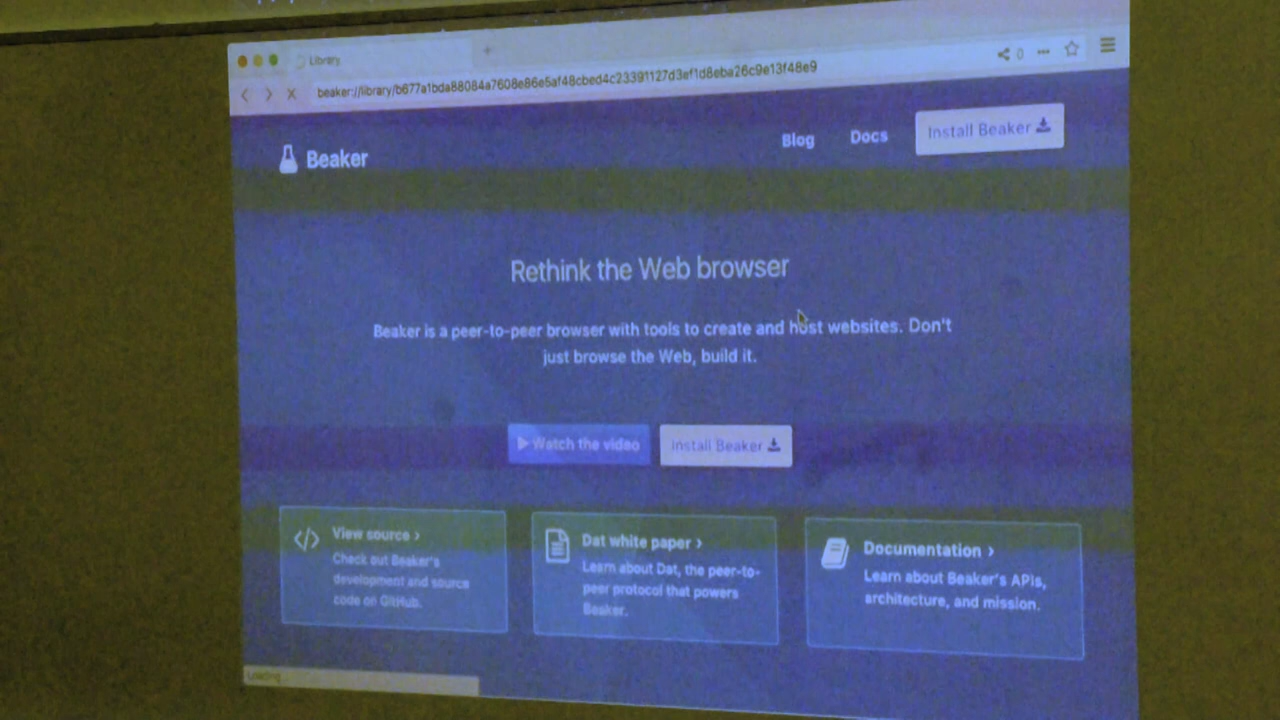 Library
beaker://library/b677a1bda88084a7608e86e5af48cbed4c23391127d3ef1d8eba26c9e13f48e9
0
Beaker
Blog
Docs
Install Beaker
Rethink the Web browser
Beaker is a peer-to-peer browser with tools to create and host websites. Don't
just browse the Web, build it.
Watch the video
Install Beaker
View source ›
Check out Beaker's
development and source
code on GitHub.
Dat white paper ›
Learn about Dat, the peer-to-
peer protocol that powers
Beaker.
Documentation ›
Learn about Beaker's APIs,
architecture, and mission.
Loading...